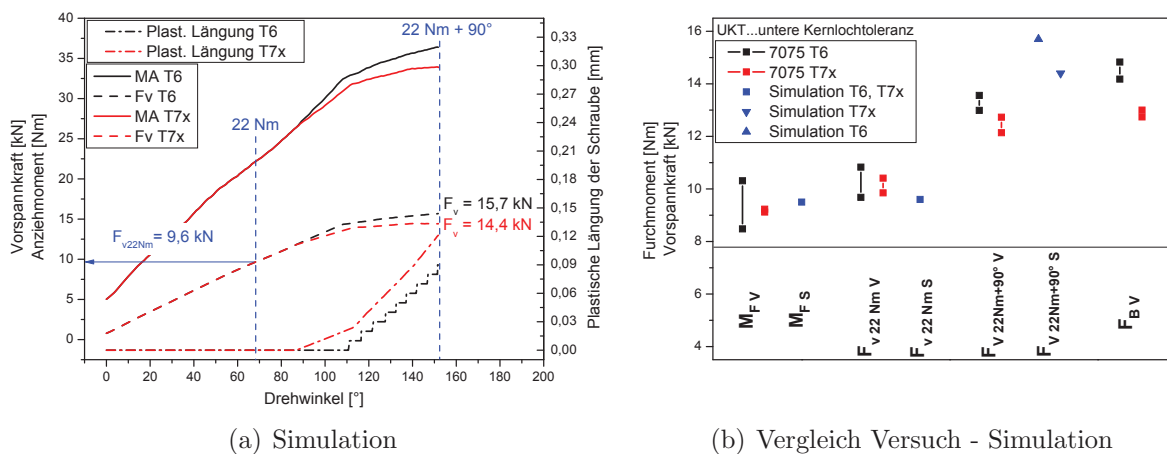 Plast. Längung T6
Plast. Längung T7x
MA T6
Fv T6
MA T7x
Fv T7x
22 Nm
22 Nm + 90°
Fv22Nm = 9,6 kN
Fv = 15,7 kN
Fv = 14,4 kN
Vorspannkraft [kN]
Anziehmoment [Nm]
40
35
30
25
20
15
10
5
0
0,33
0,30
0,27
0,24
0,21
0,18
0,15
0,12
0,09
0,06
0,03
0,00
Plastische Längung der Schraube [mm]
0 20 40 60 80 100 120 140 160 180 200
Drehwinkel [°]
(a) Simulation
UKT...untere Kernlochtoleranz
7075 T6
7075 T7x
Simulation T6, T7x
Simulation T7x
Simulation T6
Furchmoment [Nm]
Vorspannkraft [kN]
16
14
12
10
8
6
4
MF V
MF S
Fv 22 Nm V
Fv 22 Nm S
Fv 22Nm+90° V
FV 22Nm+90° S
FB V
(b) Vergleich Versuch - Simulation